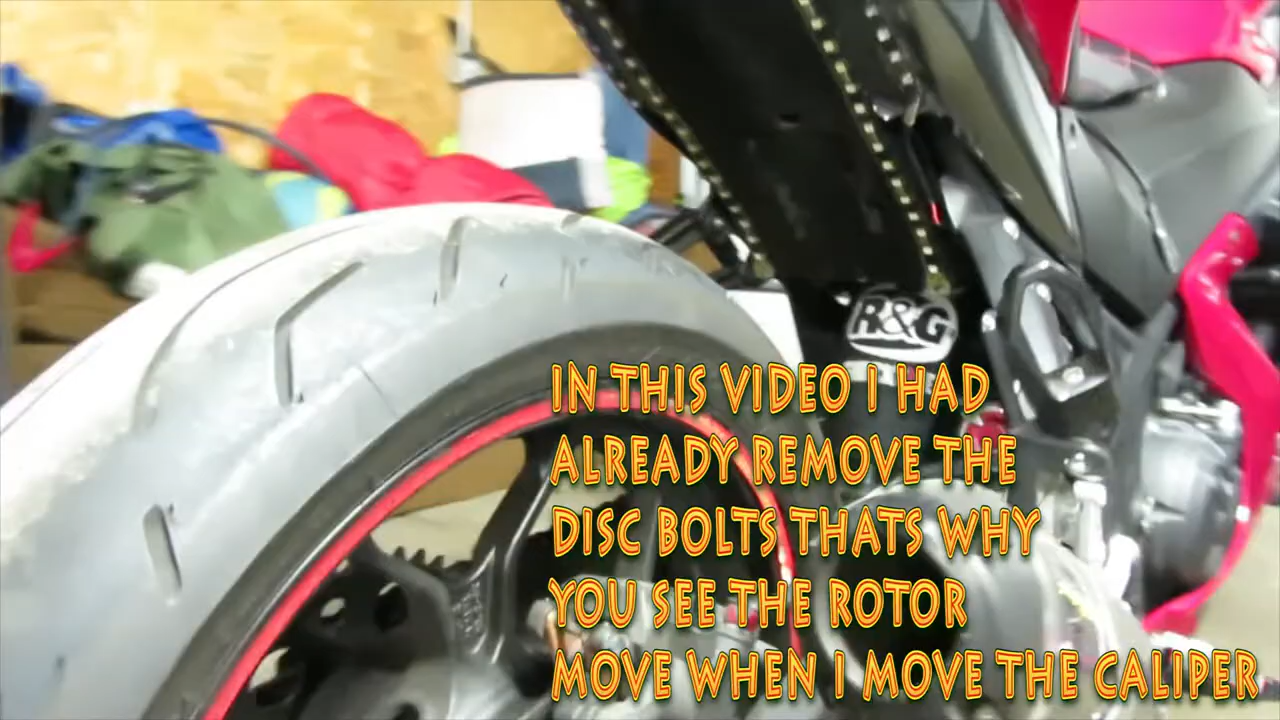 R&G
IN THIS VIDEO I HAD
ALREADY REMOVE THE
DISC BOLTS THATS WHY
YOU SEE THE ROTOR
MOVE WHEN I MOVE THE CALIPER